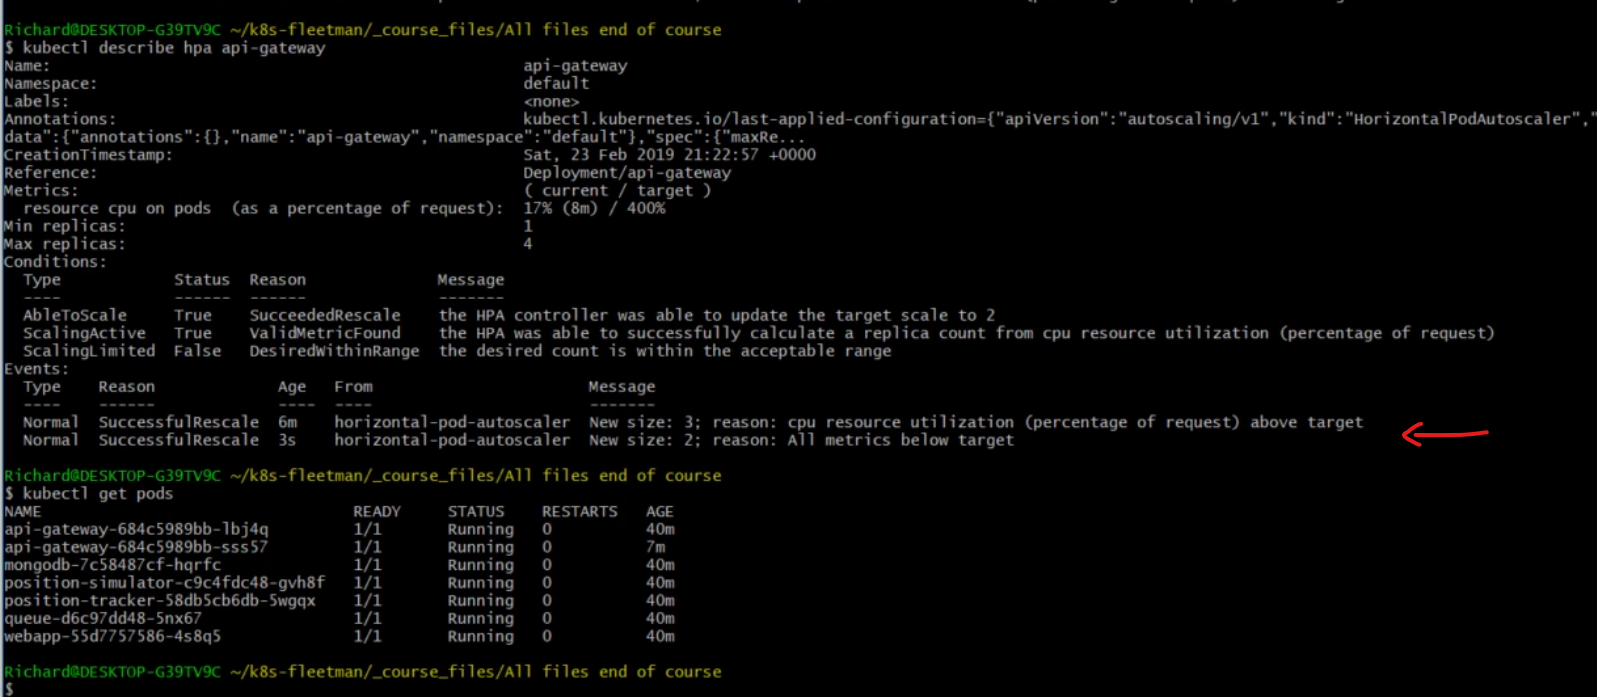 Richard@DESKTOP-G39TV9C ~/k8s-fleetman/_course_files/All files end of course
$ kubectl describe hpa api-gateway
Name: api-gateway
Namespace: default
Labels: <none>
Annotations: kubectl.kubernetes.io/last-applied-configuration={"apiVersion":"autoscaling/v1","kind":"HorizontalPodAutoscaler","
data":{"annotations":{},"name":"api-gateway","namespace":"default"},"spec":{"maxRe...
CreationTimestamp: Sat, 23 Feb 2019 21:22:57 +0000
Reference: Deployment/api-gateway
Metrics: ( current / target )
resource cpu on pods (as a percentage of request): 17% (8m) / 400%
Min replicas: 1
Max replicas: 4
Conditions:
Type Status Reason Message
---- ------ ------ -------
AbleToScale True SucceededRescale the HPA controller was able to update the target scale to 2
ScalingActive True ValidMetricFound the HPA was able to successfully calculate a replica count from cpu resource utilization (percentage of request)
ScalingLimited False DesiredWithinRange the desired count is within the acceptable range
Events:
Type Reason Age From Message
---- ------ ---- ---- -------
Normal SuccessfulRescale 6m horizontal-pod-autoscaler New size: 3; reason: cpu resource utilization (percentage of request) above target
Normal SuccessfulRescale 3s horizontal-pod-autoscaler New size: 2; reason: All metrics below target
Richard@DESKTOP-G39TV9C ~/k8s-fleetman/_course_files/All files end of course
$ kubectl get pods
NAME READY STATUS RESTARTS AGE
api-gateway-684c5989bb-lbj4q 1/1 Running 0 40m
api-gateway-684c5989bb-sss57 1/1 Running 0 7m
mongodb-7c58487cf-hqrfc 1/1 Running 0 40m
position-simulator-c9c4fdc48-gvh8f 1/1 Running 0 40m
position-tracker-58db5cb6db-5wgqx 1/1 Running 0 40m
queue-d6c97dd48-5nx67 1/1 Running 0 40m
webapp-55d7757586-4s8q5 1/1 Running 0 40m
Richard@DESKTOP-G39TV9C ~/k8s-fleetman/_course_files/All files end of course
$